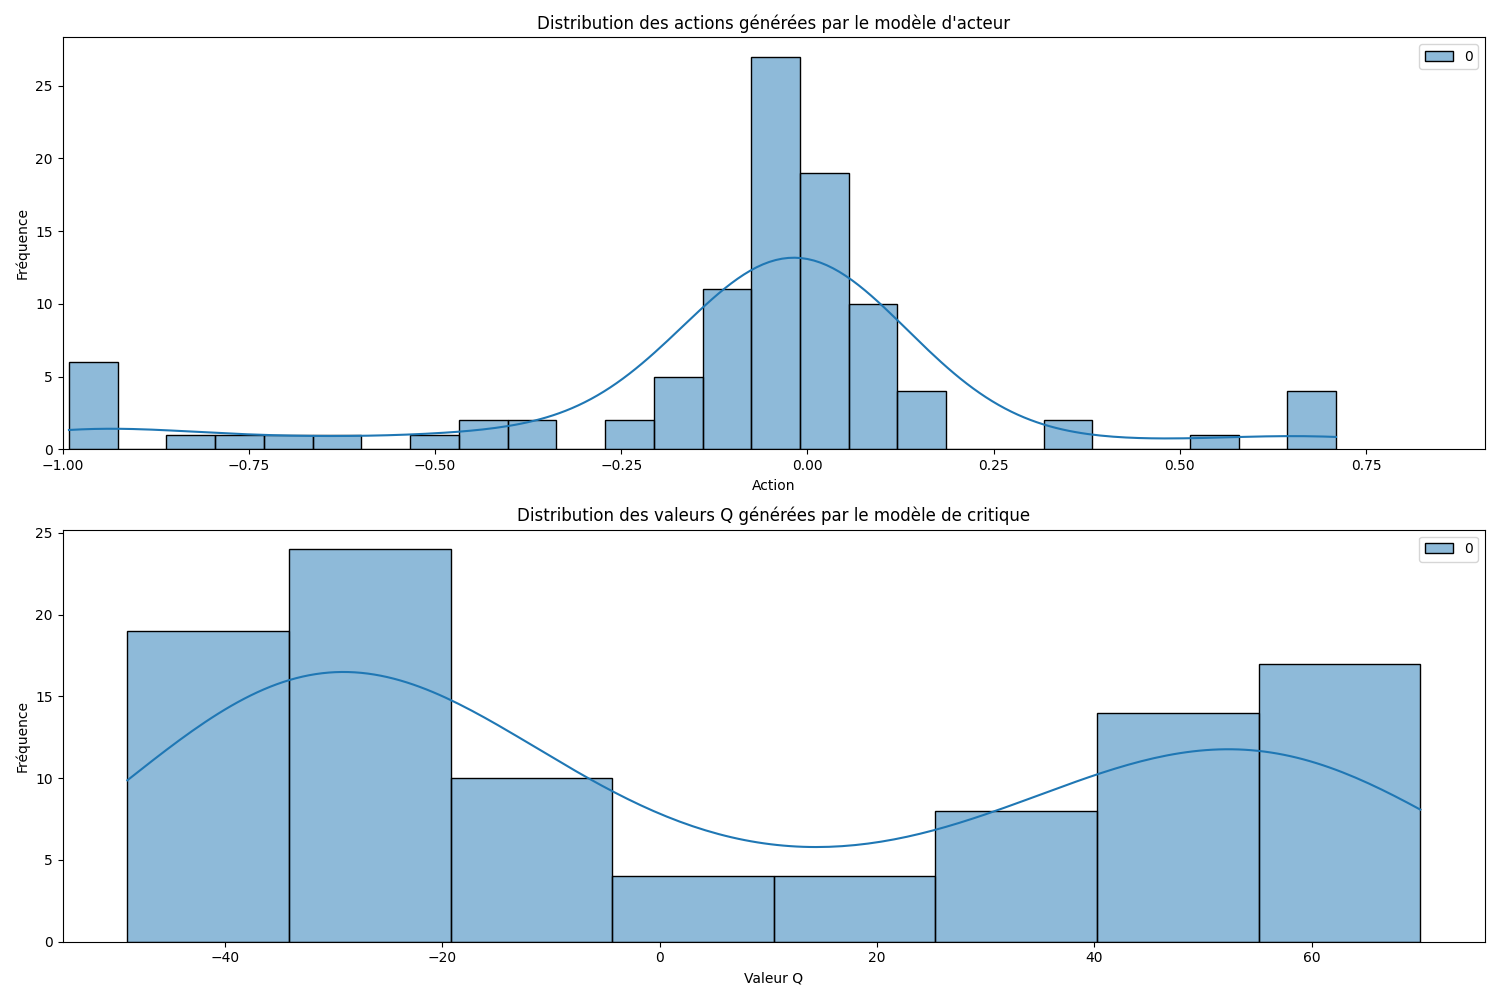 Distribution des actions générées par le modèle d'acteur
0
25
20
15
10
5
0
Fréquence
−1.00 −0.75 −0.50 −0.25 0.00 0.25 0.50 0.75
Action
Distribution des valeurs Q générées par le modèle de critique
0
25
20
15
10
5
0
Fréquence
−40 −20 0 20 40 60
Valeur Q